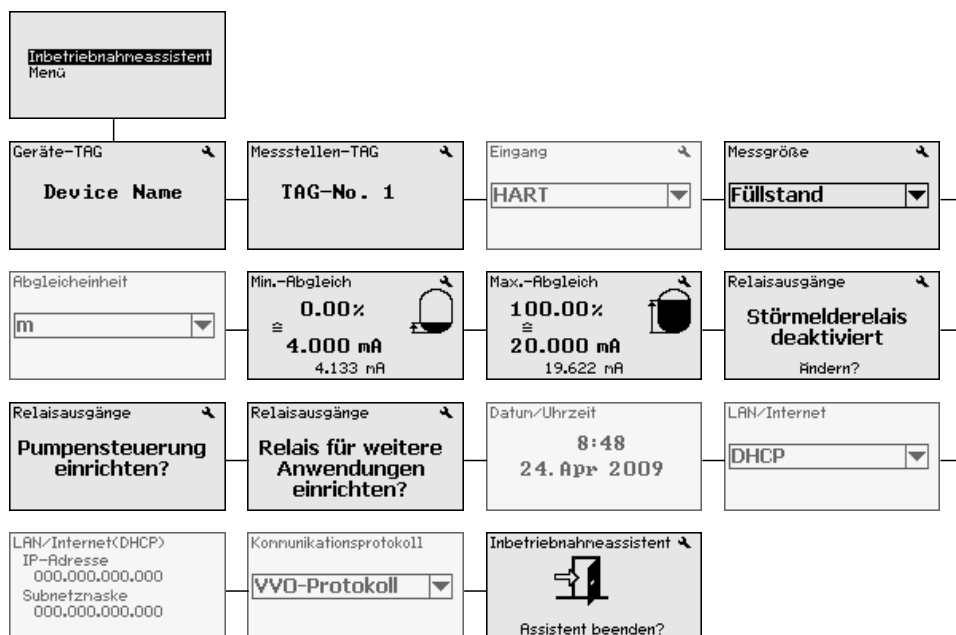 Inbetriebnahmeassistent
Menü
Geräte-TAG
Device Name
Messstellen-TAG
TAG-No. 1
Eingang
HART
Messgröße
Füllstand
Abgleicheinheit
m
Min.-Abgleich
0.00%
≙
4.000 mA
4.133 mA
Max.-Abgleich
100.00%
≙
20.000 mA
19.622 mA
Relaisausgänge
Störmelderelais
deaktiviert
Ändern?
Relaisausgänge
Pumpensteuerung
einrichten?
Relaisausgänge
Relais für weitere
Anwendungen
einrichten?
Datum/Uhrzeit
8:48
24.Apr 2009
LAN/Internet
DHCP
LAN/Internet(DHCP)
IP-Adresse
000.000.000.000
Subnetzmaske
000.000.000.000
Kommunikationsprotokoll
VVO-Protokoll
Inbetriebnahmeassistent
Assistent beenden?